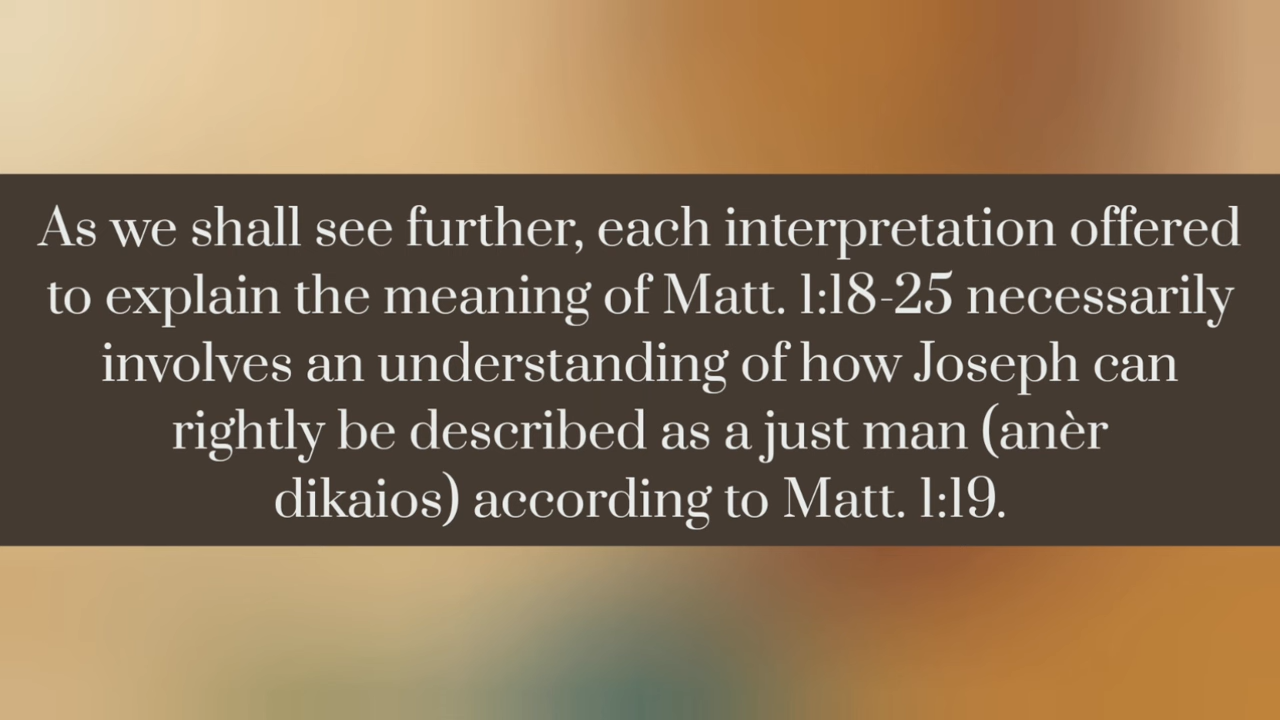 As we shall see further, each interpretation offered
to explain the meaning of Matt. 1:18-25 necessarily
involves an understanding of how Joseph can
rightly be described as a just man (anèr
dikaios) according to Matt. 1:19.